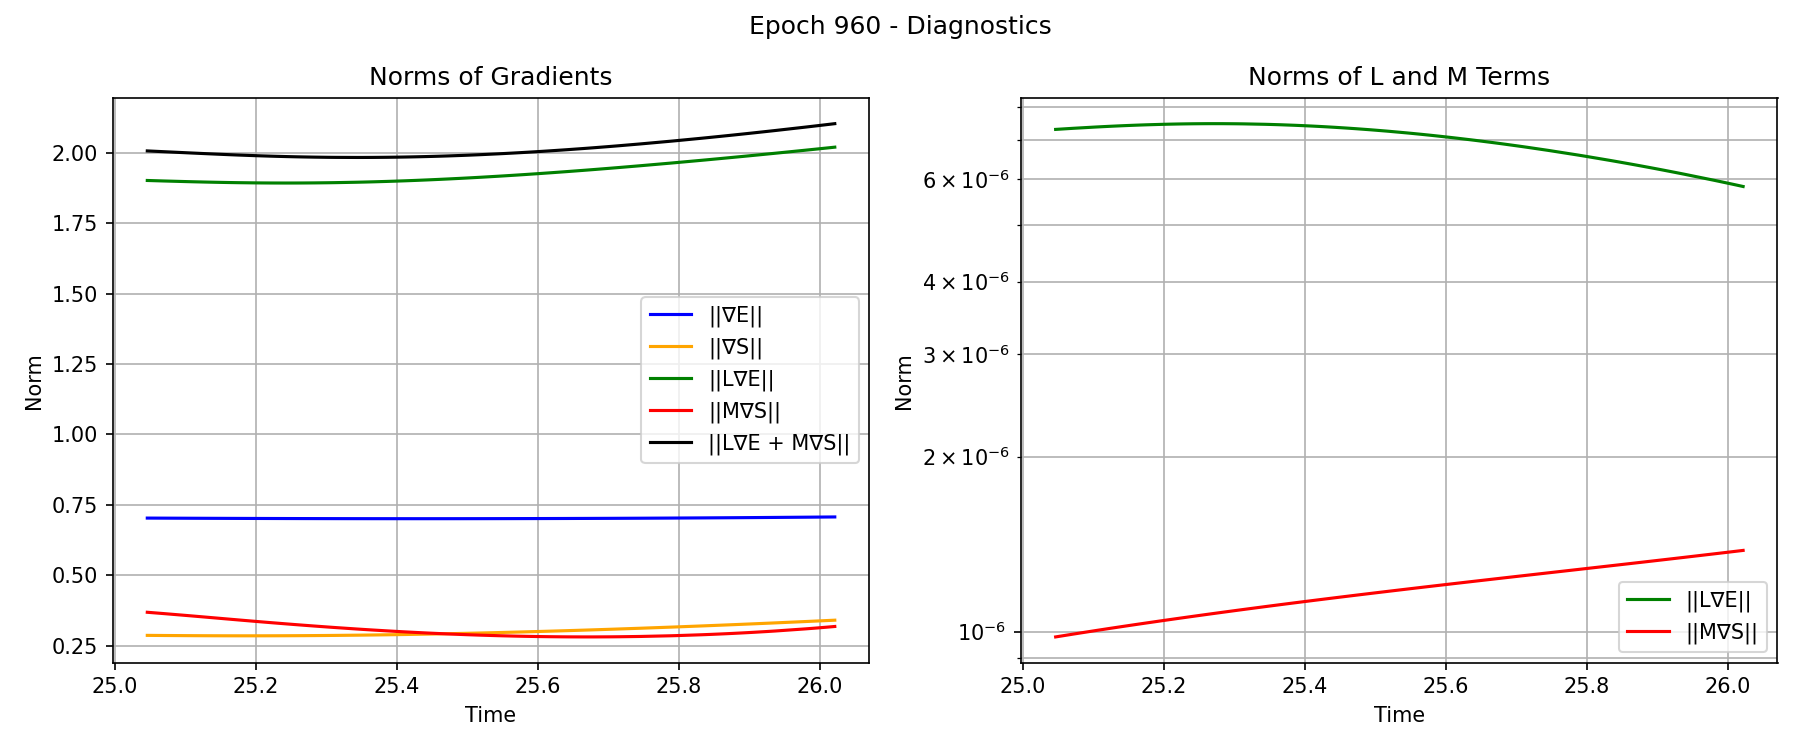 Epoch 960 - Diagnostics
Norms of Gradients
Norm
2.00
1.75
1.50
1.25
1.00
0.75
0.50
0.25
||∇E||
||∇S||
||L∇E||
||M∇S||
||L∇E + M∇S||
25.0 25.2 25.4 25.6 25.8 26.0
Time
Norms of L and M Terms
Norm
6 × 10⁻⁶
4 × 10⁻⁶
3 × 10⁻⁶
2 × 10⁻⁶
10⁻⁶
||L∇E||
||M∇S||
25.0 25.2 25.4 25.6 25.8 26.0
Time